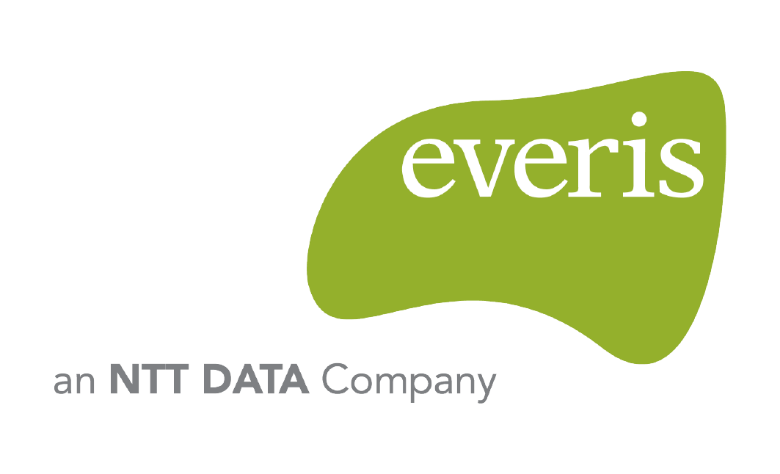 everis
an NTT DATA Company